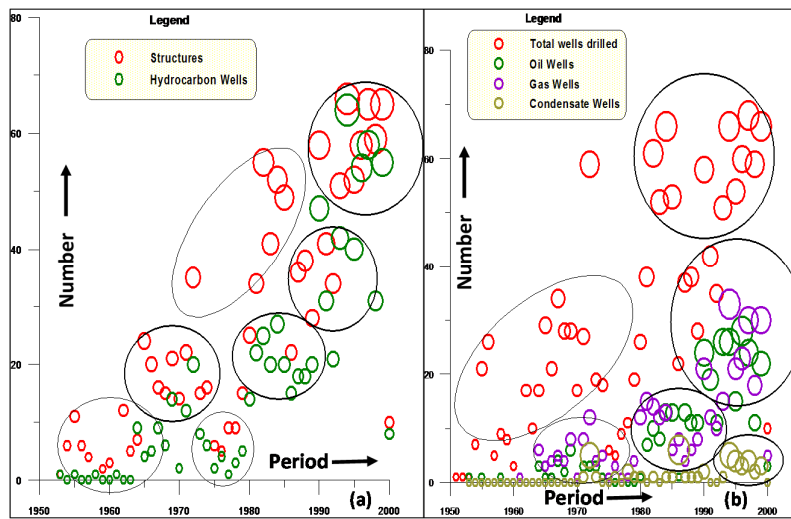 Legend
Structures
Hydrocarbon Wells
80
60
40
20
0
Number
Period
(a)
1950
1960
1970
1980
1990
2000
Legend
Total wells drilled
Oil Wells
Gas Wells
Condensate Wells
80
60
40
20
0
Number
Period
(b)
1950
1960
1970
1980
1990
2000